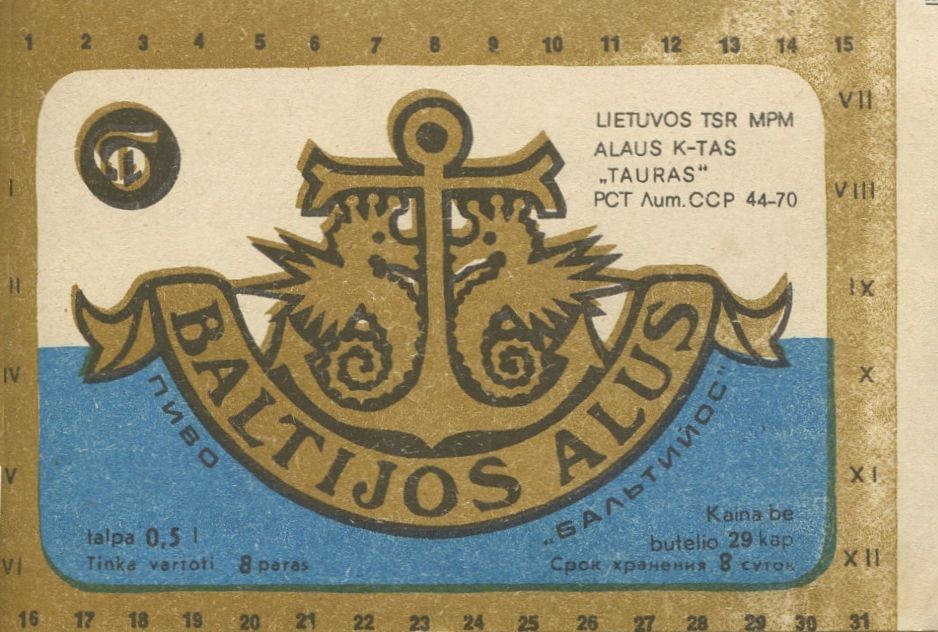 1 2 3 4 5 6 7 8 9 10 11 12 13 14 15
VII
I
VIII
II
IX
IV
X
V
XI
VI
XII
LIETUVOS TSR MPM
ALAUS K-TAS
„TAURAS"
РСТ Лит. ССР 44-70
BALTIJOS ALUS
ПИВО
"БАЛЬТИЙОС"
talpa 0,5 l
Tinka vartoti 8 paras
Kaina be
butelio 29 kap
Срок хранения 8 суток
16 17 18 19 20 21 22 23 24 25 26 27 28 29 30 31